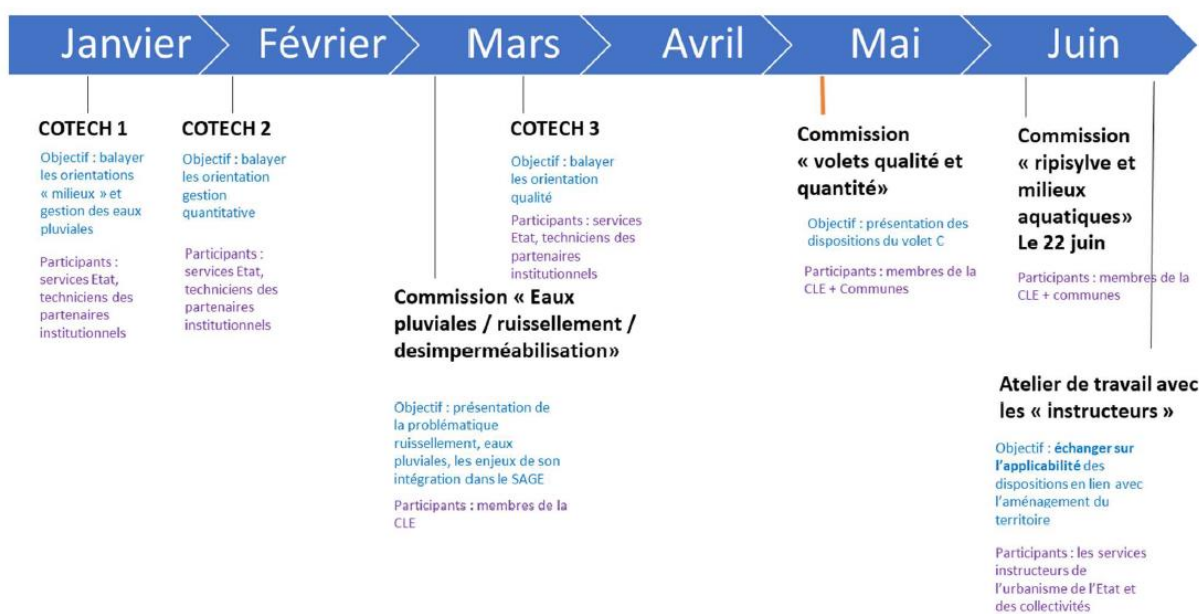 Janvier
Février
Mars
Avril
Mai
Juin
COTECH 1
Objectif : balayer
les orientations
« milieux » et
gestion des eaux
pluviales
Participants :
services Etat,
techniciens des
partenaires
institutionnels
COTECH 2
Objectif : balayer
les orientation
gestion
quantitative
Participants :
services Etat,
techniciens des
partenaires
institutionnels
Commission « Eaux
pluviales / ruissellement /
desimperméabilisation»
Objectif : présentation de
la problématique
ruissellement, eaux
pluviales, les enjeux de son
intégration dans le SAGE
Participants : membres de la
CLE
COTECH 3
Objectif : balayer
les orientation
qualité
Participants : services
Etat, techniciens des
partenaires
institutionnels
Commission
« volets qualité et
quantité»
Objectif : présentation des
dispositions du volet C
Participants : membres de la
CLE + Communes
Commission
« ripisylve et
milieux
aquatiques»
Le 22 juin
Participants : membres de la
CLE + communes
Atelier de travail avec
les « instructeurs »
Objectif : échanger sur
l'applicabilité des
dispositions en lien avec
l'aménagement du
territoire
Participants : les services
instructeurs de
l'urbanisme de l'Etat et
des collectivités